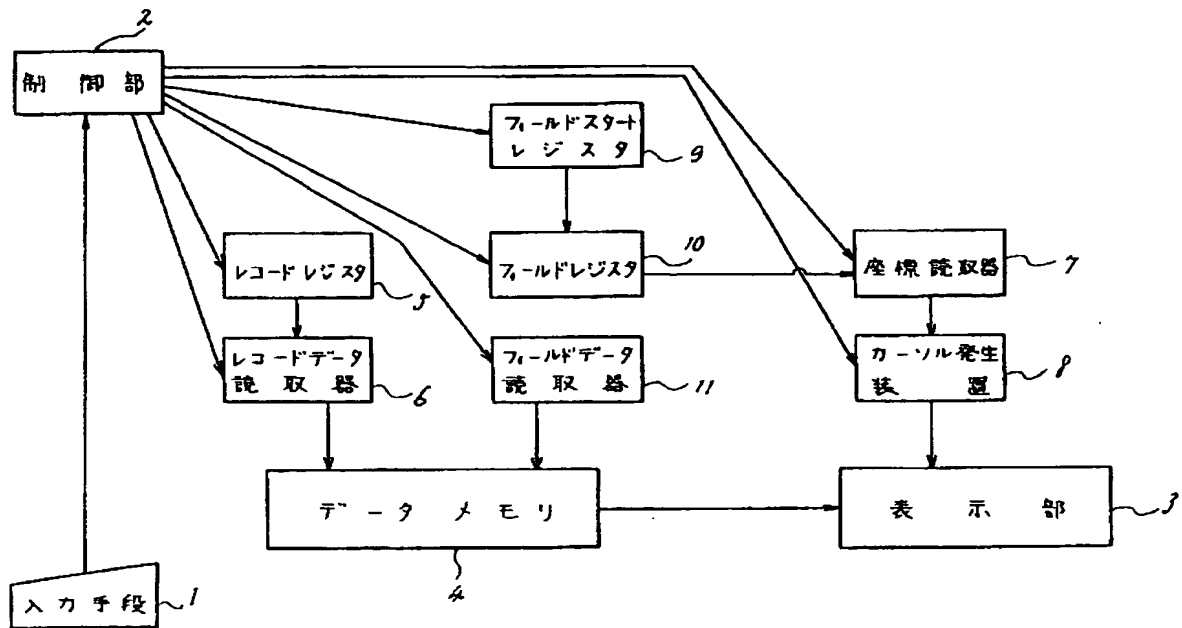 2
制御部
フィールドスタート
レジスタ
9
レコードレジスタ
5
フィールドレジスタ
10
座標読取器
7
レコードデータ
読取器
6
フィールドデータ
読取器
11
カーソル発生
装置
8
データメモリ
4
表示部
3
入力手段
1